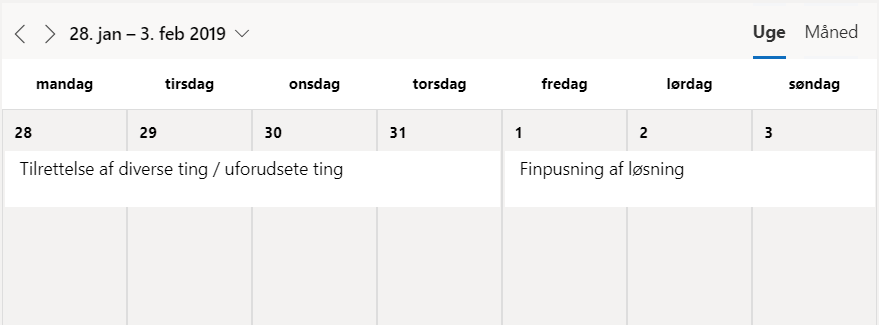 28. jan – 3. feb 2019
Uge Måned
mandag tirsdag onsdag torsdag fredag lørdag søndag
28 29 30 31 1 2 3
Tilrettelse af diverse ting / uforudsete ting Finpusning af løsning